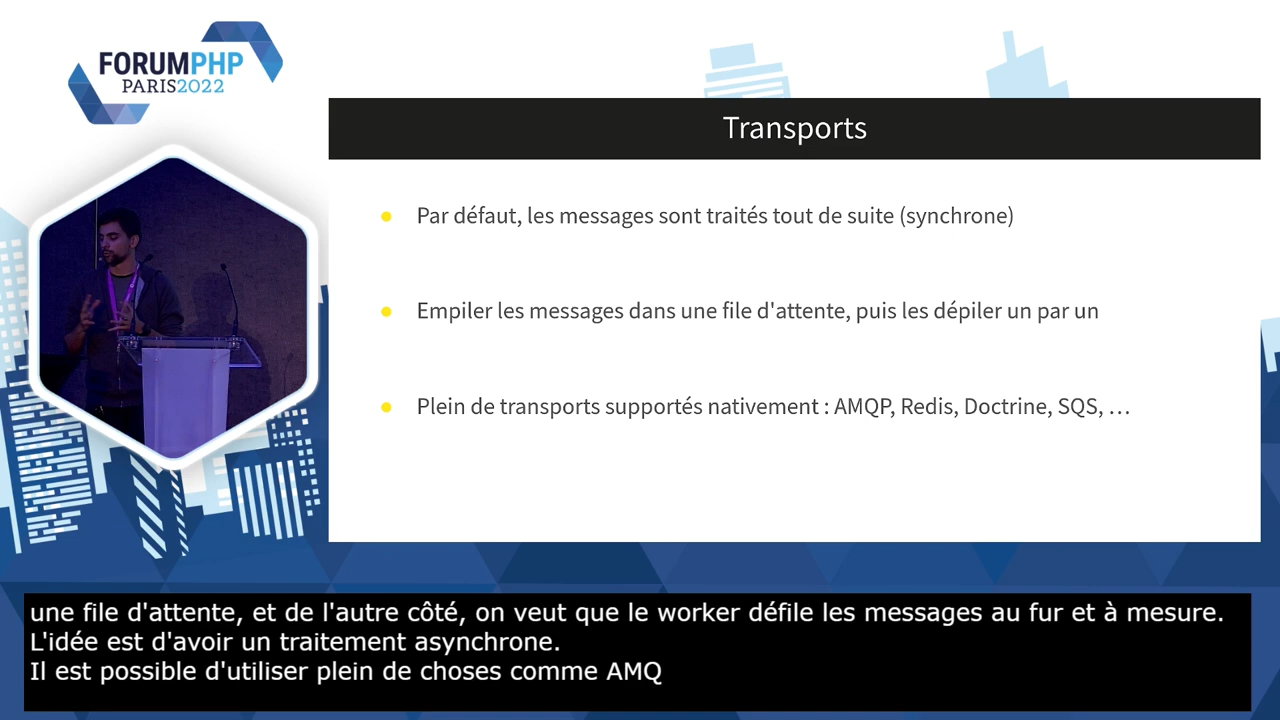 FORUMPHP
PARIS2022
Transports
Par défaut, les messages sont traités tout de suite (synchrone)
Empiler les messages dans une file d'attente, puis les dépiler un par un
Plein de transports supportés nativement : AMQP, Redis, Doctrine, SQS, …
une file d'attente, et de l'autre côté, on veut que le worker défile les messages au fur et à mesure.
L'idée est d'avoir un traitement asynchrone.
Il est possible d'utiliser plein de choses comme AMQ